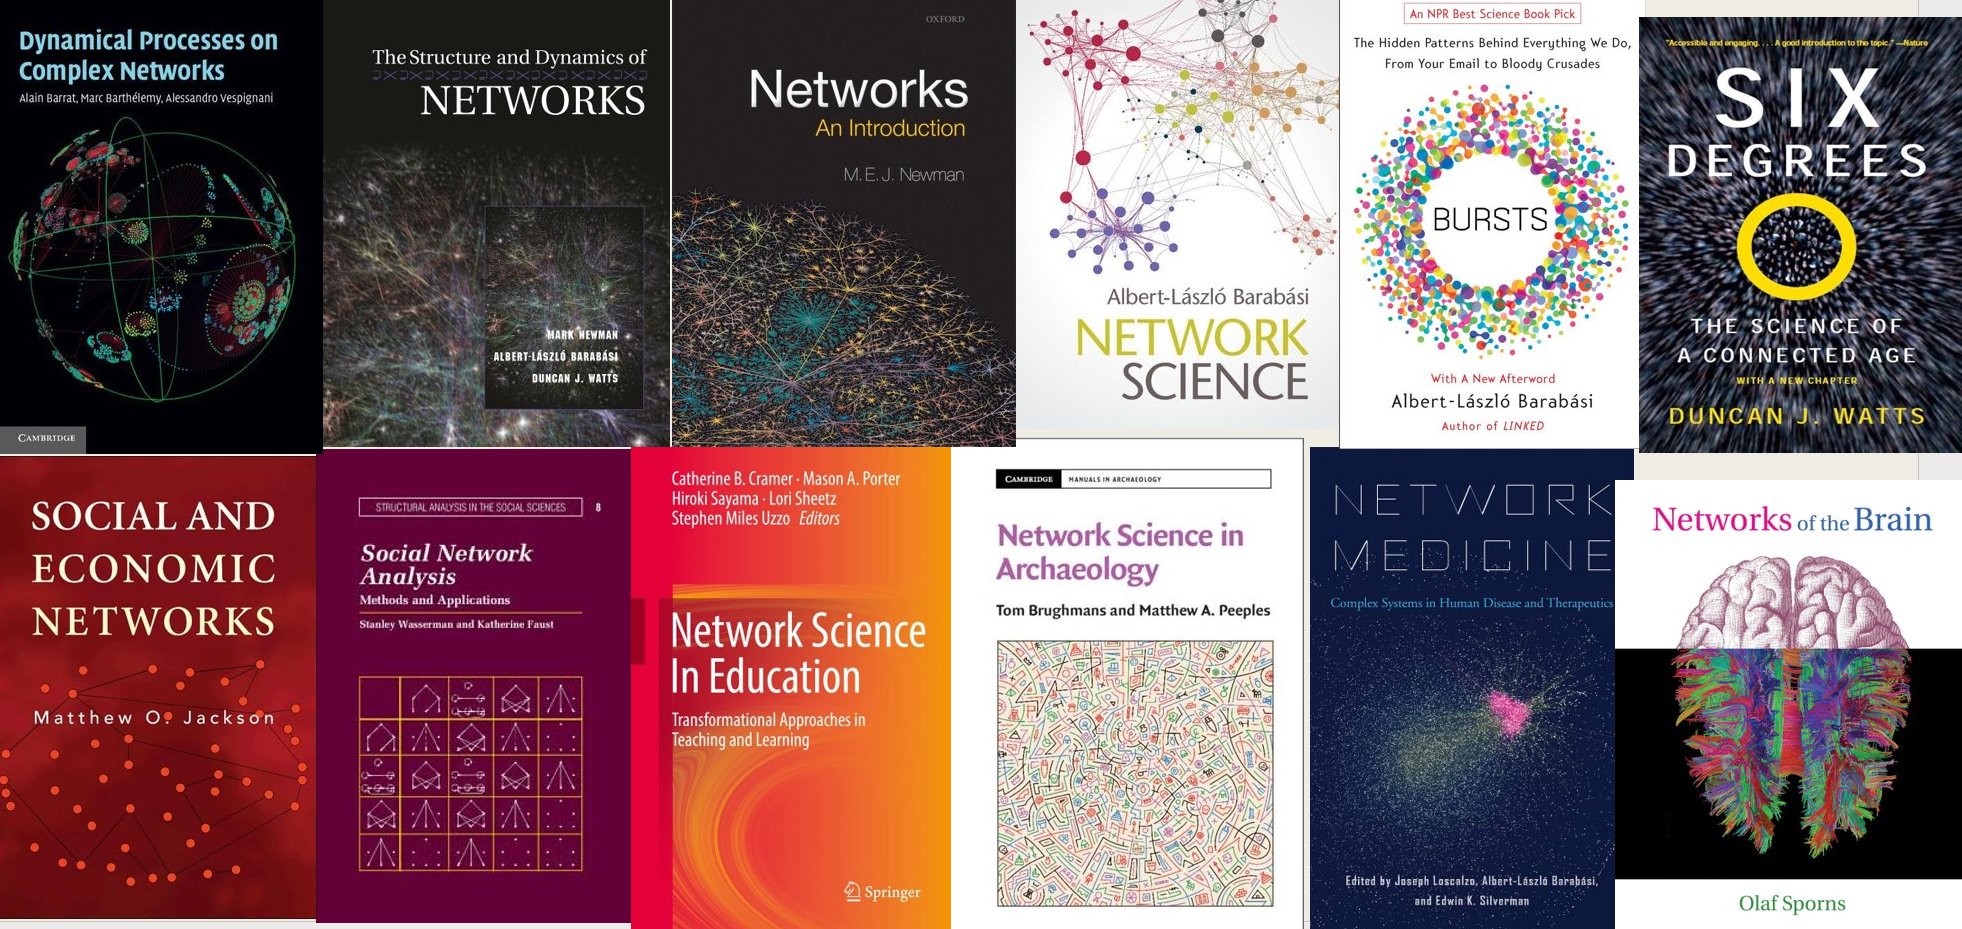 Dynamical Processes on
Complex Networks
Alain Barrat, Marc Barthélemy, Alessandro Vespignani
CAMBRIDGE
The Structure and Dynamics of
NETWORKS
MARK NEWMAN
ALBERT-LÁSZLÓ BARABÁSI
DUNCAN J. WATTS
OXFORD
Networks
An Introduction
M. E. J. Newman
Albert-László Barabási
NETWORK
SCIENCE
An NPR Best Science Book Pick
The Hidden Patterns Behind Everything We Do,
From Your Email to Bloody Crusades
BURSTS
With A New Afterword
Albert-László Barabási
Author of LINKED
"Accessible and engaging. . . . A good introduction to the topic." —Nature
SIX
DEGREES
THE SCIENCE OF
A CONNECTED AGE
WITH A NEW CHAPTER
DUNCAN J. WATTS
SOCIAL AND
ECONOMIC
NETWORKS
Matthew O. Jackson
STRUCTURAL ANALYSIS IN THE SOCIAL SCIENCES 8
Social Network
Analysis
Methods and Applications
Stanley Wasserman and Katherine Faust
Catherine B. Cramer · Mason A. Porter
Hiroki Sayama · Lori Sheetz
Stephen Miles Uzzo Editors
Network Science
In Education
Transformational Approaches in
Teaching and Learning
Springer
CAMBRIDGE MANUALS IN ARCHAEOLOGY
Network Science in
Archaeology
Tom Brughmans and Matthew A. Peeples
NETWORK
MEDICINE
Complex Systems in Human Disease and Therapeutics
Edited by Joseph Loscalzo, Albert-László Barabási,
and Edwin K. Silverman
Networks of the Brain
Olaf Sporns